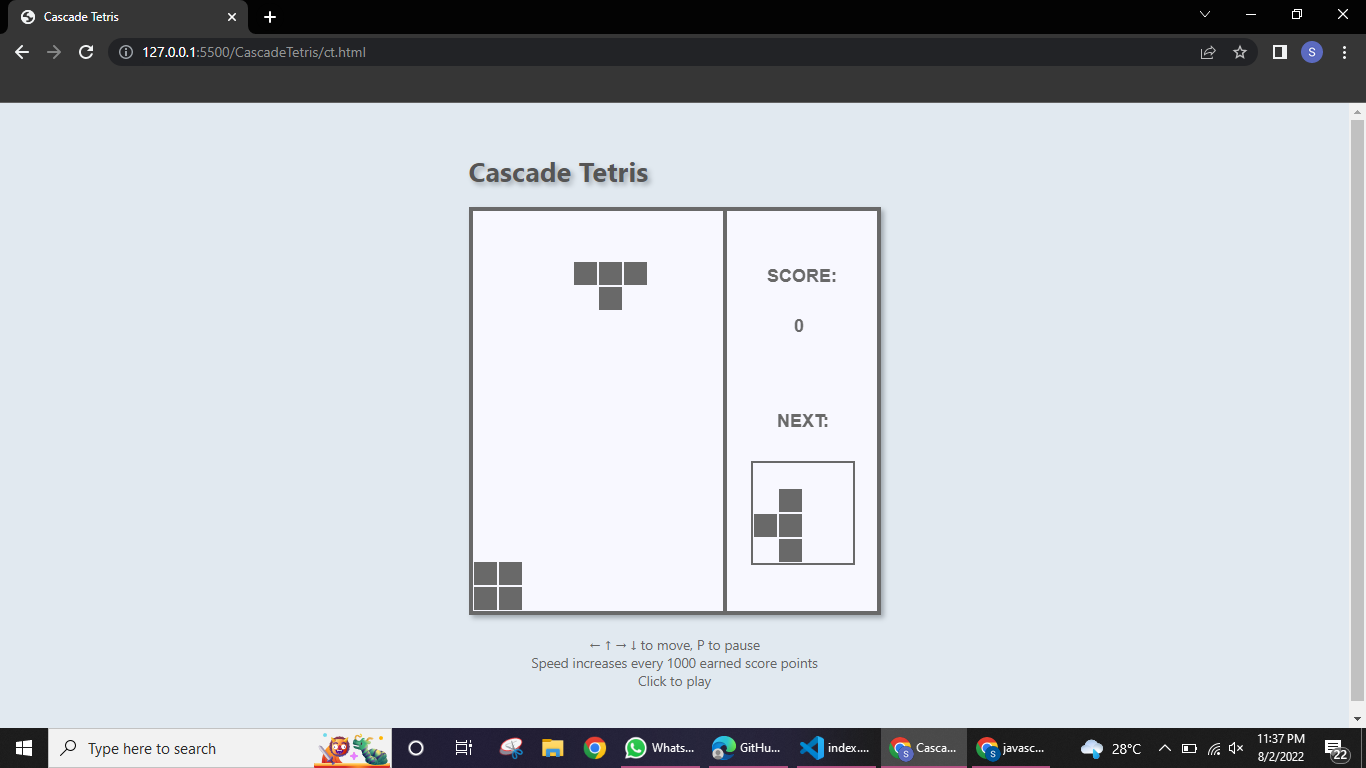 Cascade Tetris
127.0.0.1:5500/CascadeTetris/ct.html
S
Cascade Tetris
SCORE:
0
NEXT:
← ↑ → ↓ to move, P to pause
Speed increases every 1000 earned score points
Click to play
Type here to search
Whats...
GitHu...
index....
S
Casca...
S
javasc...
28°C
11:37 PM
8/2/2022
22